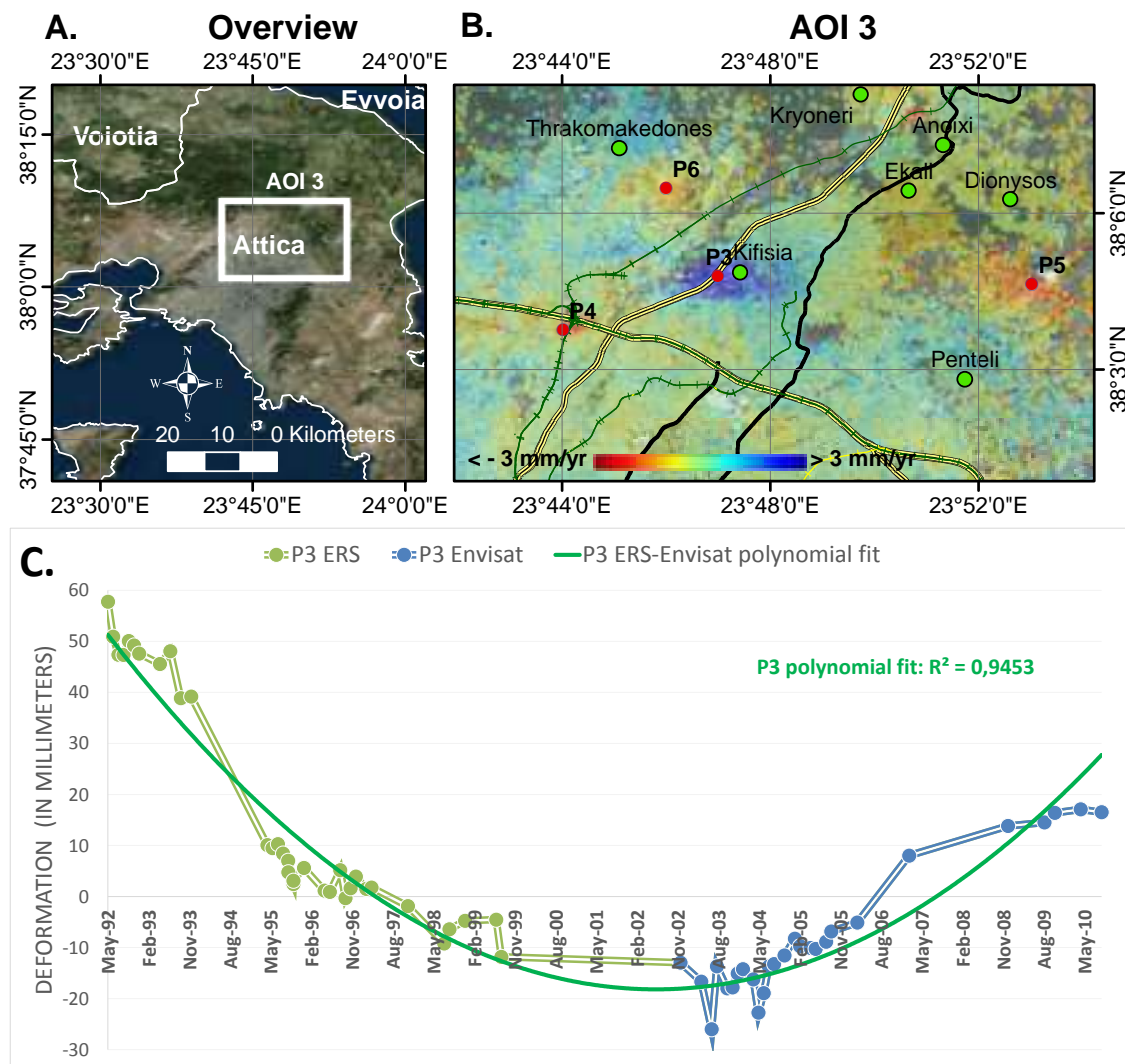 A. Overview
23°30'0"E 23°45'0"E 24°0'0"E
38°15'0"N
38°0'0"N
37°45'0"N
Evvoia
Voiotia
AOI 3
Attica
N
W E
S
20 10 0 Kilometers
23°30'0"E 23°45'0"E 24°0'0"E
B. AOI 3
23°44'0"E 23°48'0"E 23°52'0"E
Kryoneri
Thrakomakedones
Anoixi
P6
Ekali
Dionysos
P3
Kifisia
P5
P4
Penteli
< - 3 mm/yr > 3 mm/yr
38°6'0"N
38°3'0"N
23°44'0"E 23°48'0"E 23°52'0"E
C.
P3 ERS P3 Envisat P3 ERS-Envisat polynomial fit
P3 polynomial fit: R² = 0,9453
DEFORMATION (IN MILLIMETERS)
60
50
40
30
20
10
0
-10
-20
-30
May-92 Feb-93 Nov-93 Aug-94 May-95 Feb-96 Nov-96 Aug-97 May-98 Feb-99 Nov-99 Aug-00 May-01 Feb-02 Nov-02 Aug-03 May-04 Feb-05 Nov-05 Aug-06 May-07 Feb-08 Nov-08 Aug-09 May-10